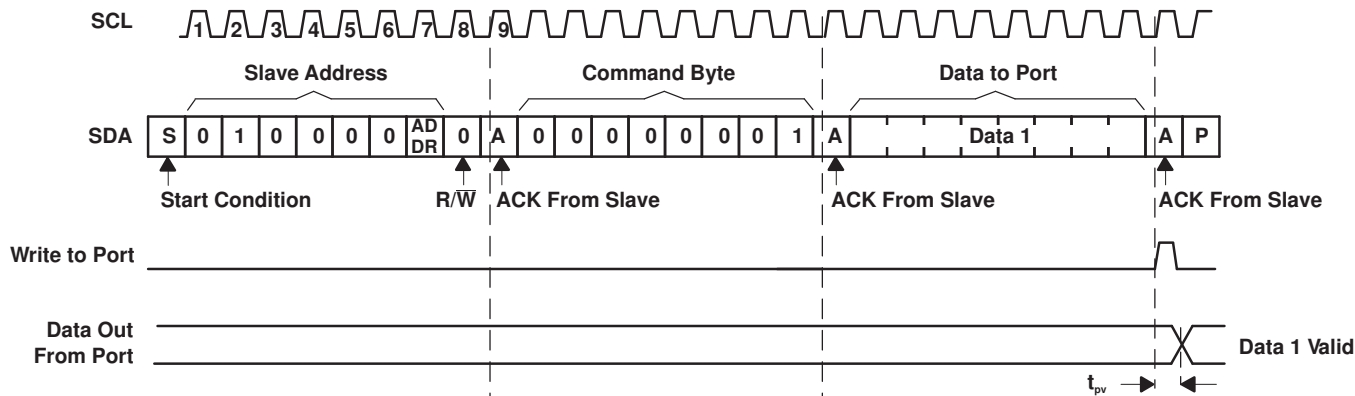 SCL 1 2 3 4 5 6 7 8 9
Slave Address Command Byte Data to Port
SDA S 0 1 0 0 0 0 AD DR 0 A 0 0 0 0 0 0 0 1 A Data 1 A P
Start Condition R/W̅ ACK From Slave ACK From Slave ACK From Slave
Write to Port
Data Out
From Port
Data 1 Valid
tpv